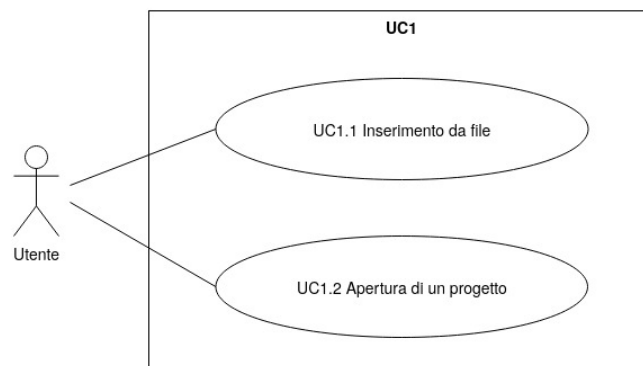 UC1
UC1.1 Inserimento da file
Utente
UC1.2 Apertura di un progetto